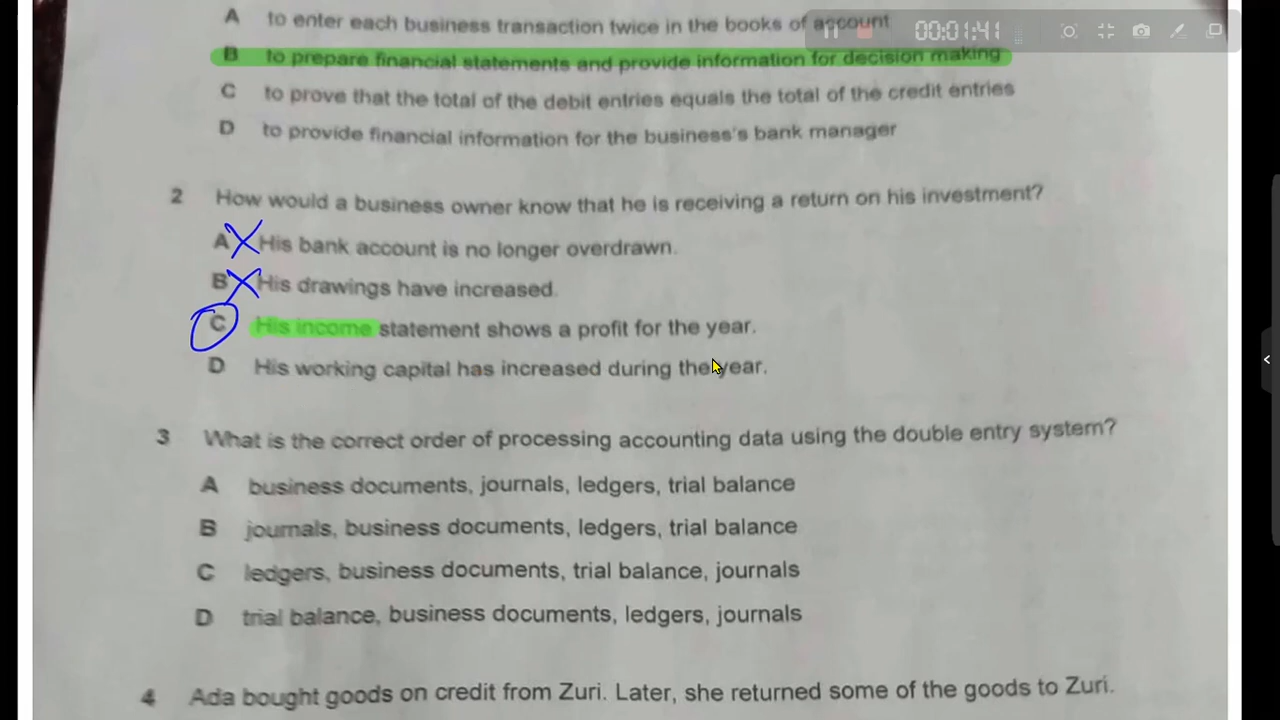 A to enter each business transaction twice in the books of account
00:01:41
B to prepare financial statements and provide information for decision making
C to prove that the total of the debit entries equals the total of the credit entries
D to provide financial information for the business's bank manager
2 How would a business owner know that he is receiving a return on his investment?
A His bank account is no longer overdrawn.
B His drawings have increased.
C His income statement shows a profit for the year.
D His working capital has increased during the year.
3 What is the correct order of processing accounting data using the double entry system?
A business documents, journals, ledgers, trial balance
B journals, business documents, ledgers, trial balance
C ledgers, business documents, trial balance, journals
D trial balance, business documents, ledgers, journals
4 Ada bought goods on credit from Zuri. Later, she returned some of the goods to Zuri.